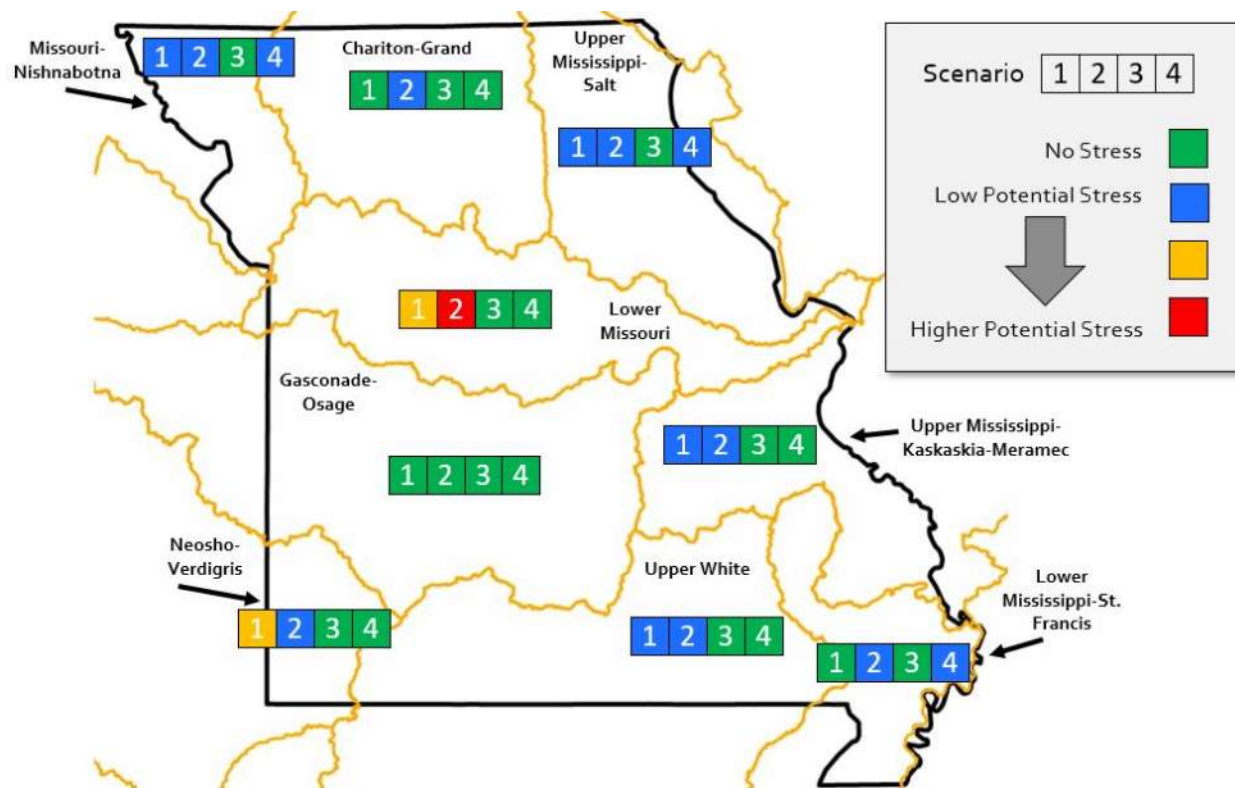 Missouri-
Nishnabotna
1 2 3 4
Chariton-Grand
1 2 3 4
Upper
Mississippi-
Salt
1 2 3 4
Scenario 1 2 3 4
No Stress
Low Potential Stress
Higher Potential Stress
1 2 3 4
Lower
Missouri
Gasconade-
Osage
1 2 3 4
1 2 3 4
Upper Mississippi-
Kaskaskia-Meramec
Neosho-
Verdigris
1 2 3 4
Upper White
1 2 3 4
Lower
Mississippi-St.
Francis
1 2 3 4